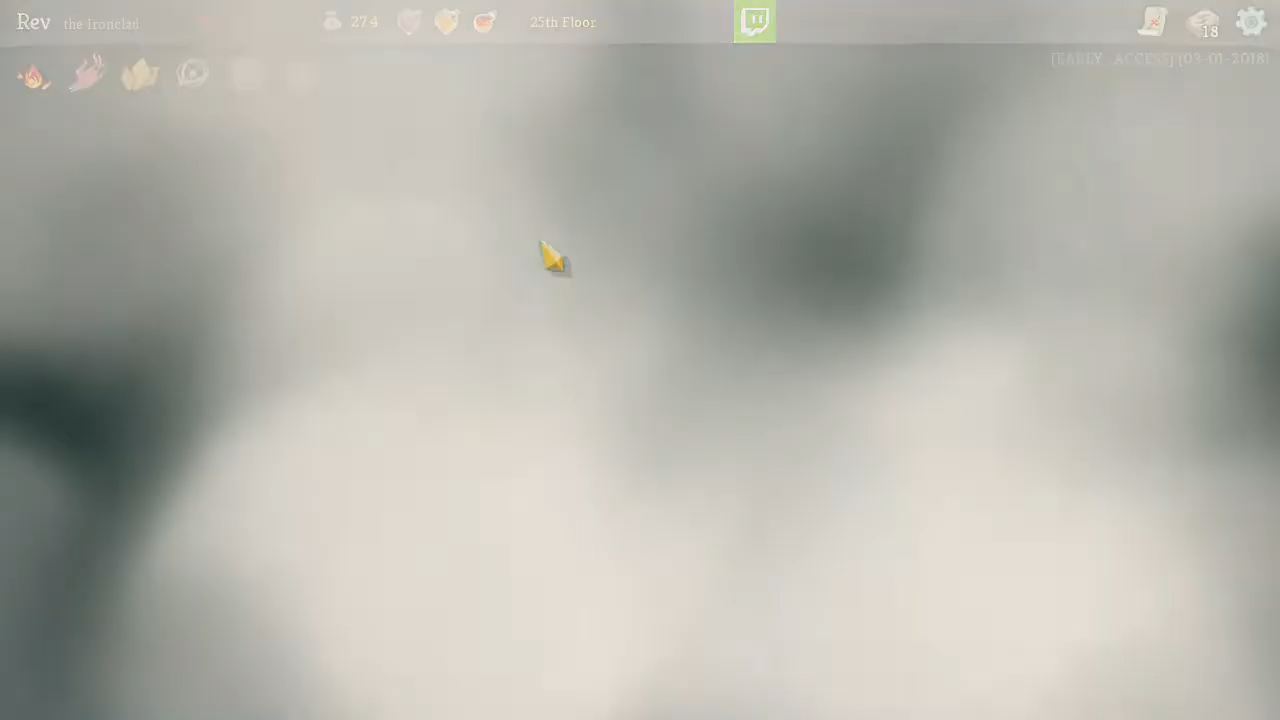 Rev the Ironclad 274 25th Floor 18
[EARLY ACCESS] (03-01-2018)